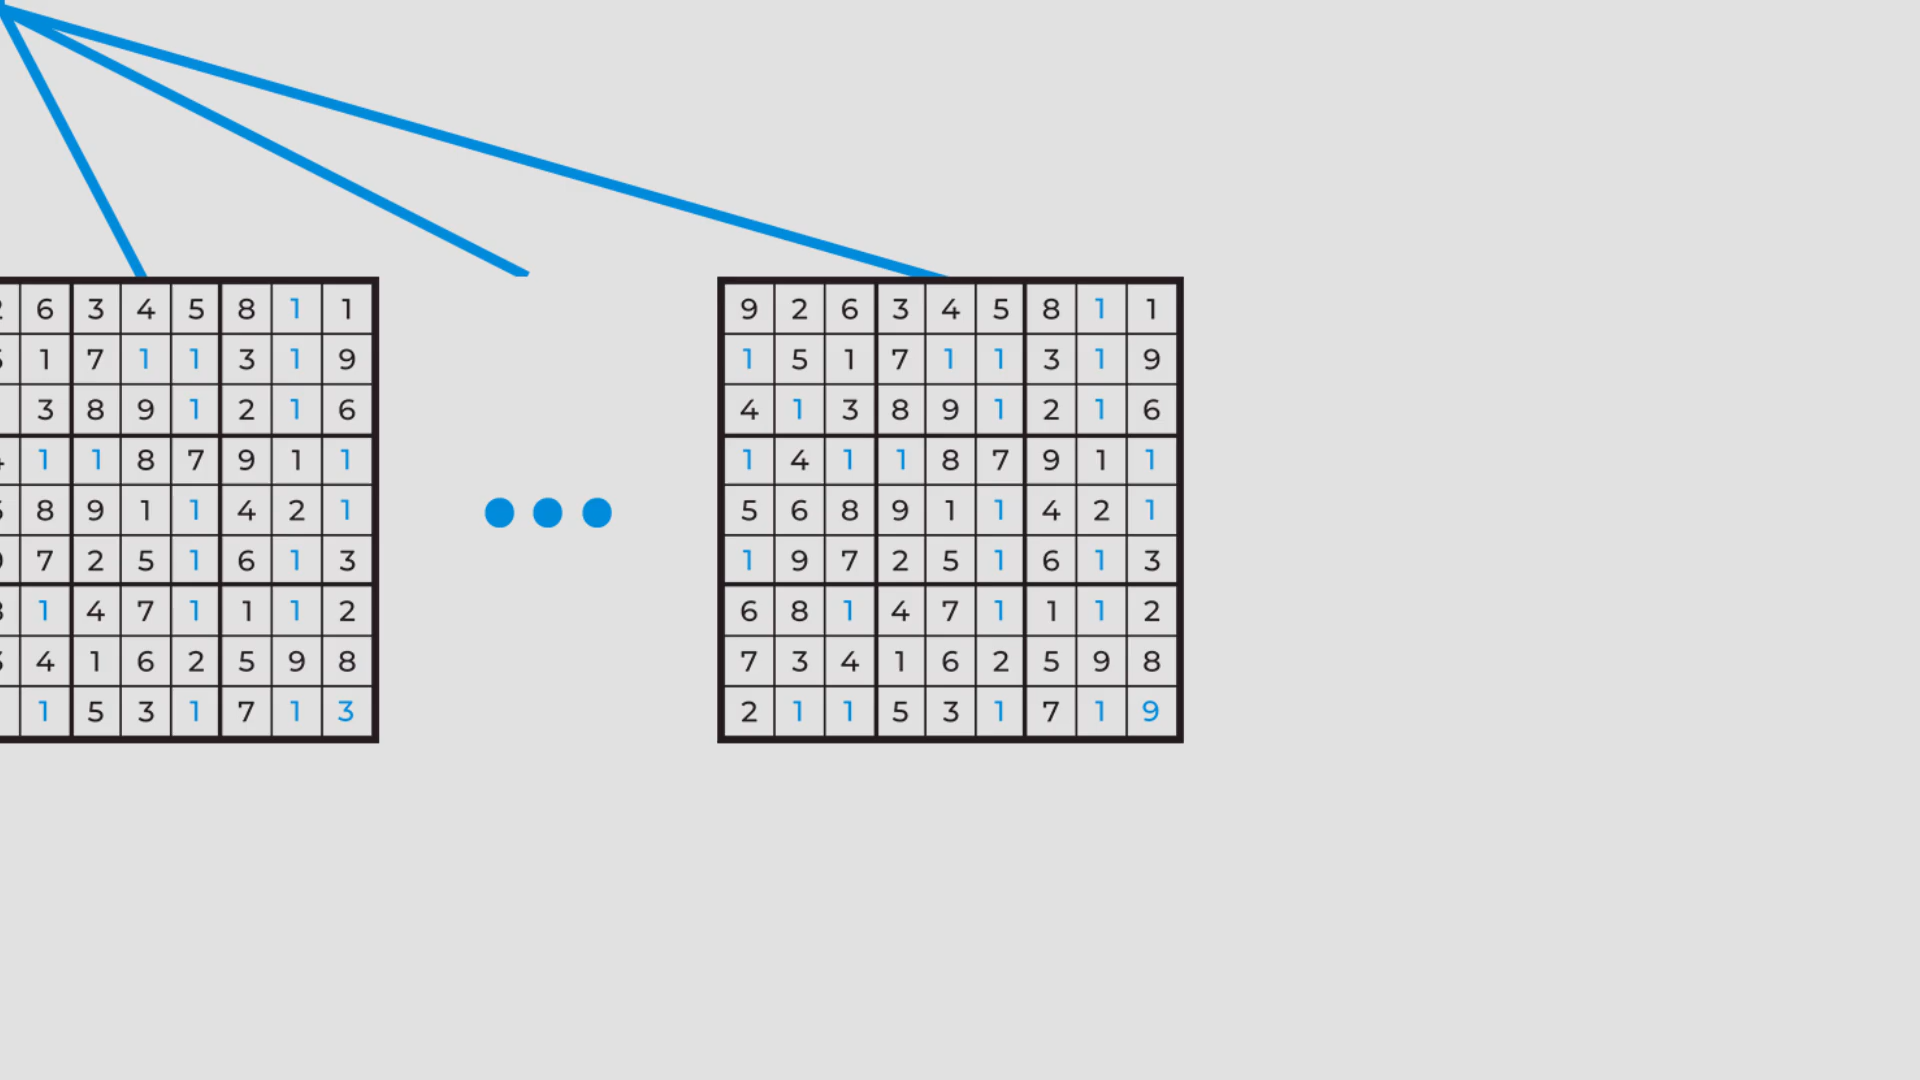 6 3 4 5 8 1 1
1 7 1 1 3 1 9
3 8 9 1 2 1 6
1 1 8 7 9 1 1
8 9 1 1 4 2 1
7 2 5 1 6 1 3
1 4 7 1 1 1 2
4 1 6 2 5 9 8
1 5 3 1 7 1 3
9 2 6 3 4 5 8 1 1
1 5 1 7 1 1 3 1 9
4 1 3 8 9 1 2 1 6
1 4 1 1 8 7 9 1 1
5 6 8 9 1 1 4 2 1
1 9 7 2 5 1 6 1 3
6 8 1 4 7 1 1 1 2
7 3 4 1 6 2 5 9 8
2 1 1 5 3 1 7 1 9